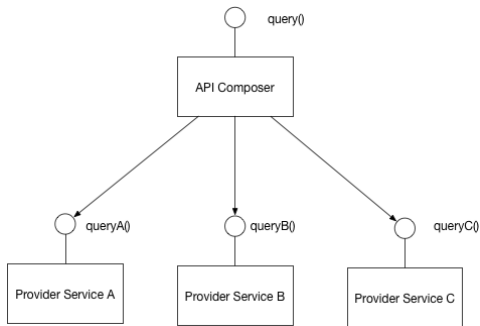 query()
API Composer
queryA()
queryB()
queryC()
Provider Service A
Provider Service B
Provider Service C